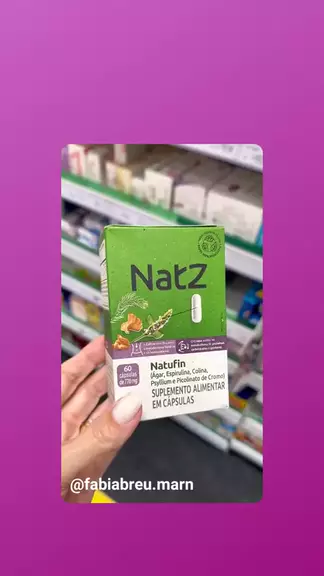 NatZ
60
cápsulas
de 770 mg
Natufin
(Ágar, Espirulina, Colina,
Psyllium e Picolinato de Cromo)
SUPLEMENTO ALIMENTAR
EM CÁPSULAS
@fabiabreu.marn